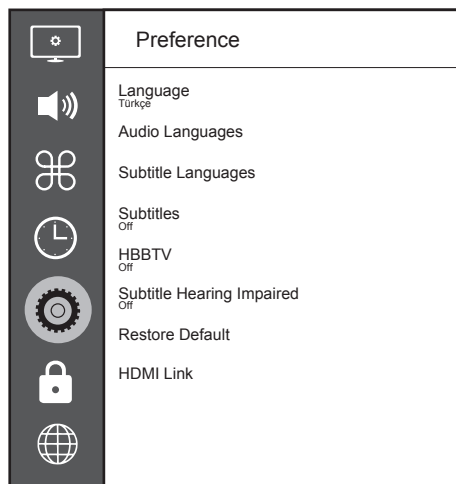 Preference
Language
Türkçe
Audio Languages
Subtitle Languages
Subtitles
Off
HBBTV
Off
Subtitle Hearing Impaired
Off
Restore Default
HDMI Link